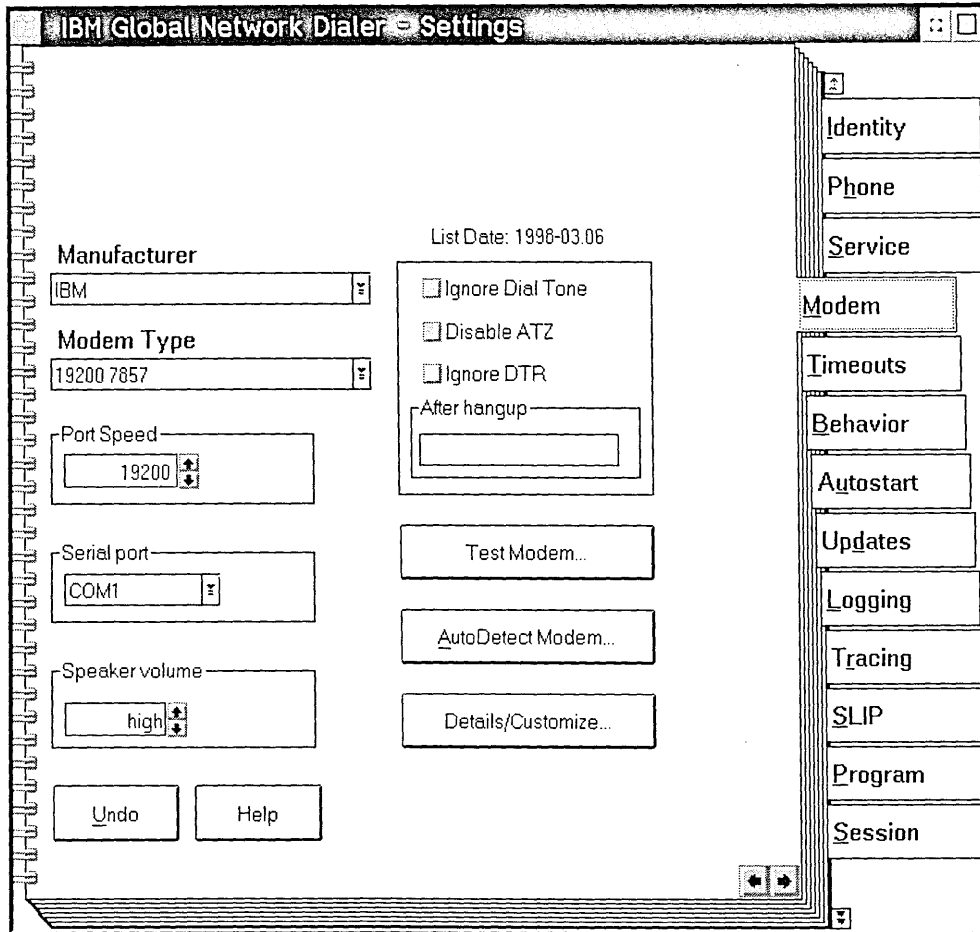 IBM Global Network Dialer - Settings
List Date: 1998-03.06
Manufacturer
IBM
Modem Type
19200 7857
Port Speed
19200
Serial port
COM1
Speaker volume
high
Ignore Dial Tone
Disable ATZ
Ignore DTR
After hangup
Test Modem...
AutoDetect Modem...
Details/Customize...
Undo
Help
Identity
Phone
Service
Modem
Timeouts
Behavior
Autostart
Updates
Logging
Tracing
SLIP
Program
Session